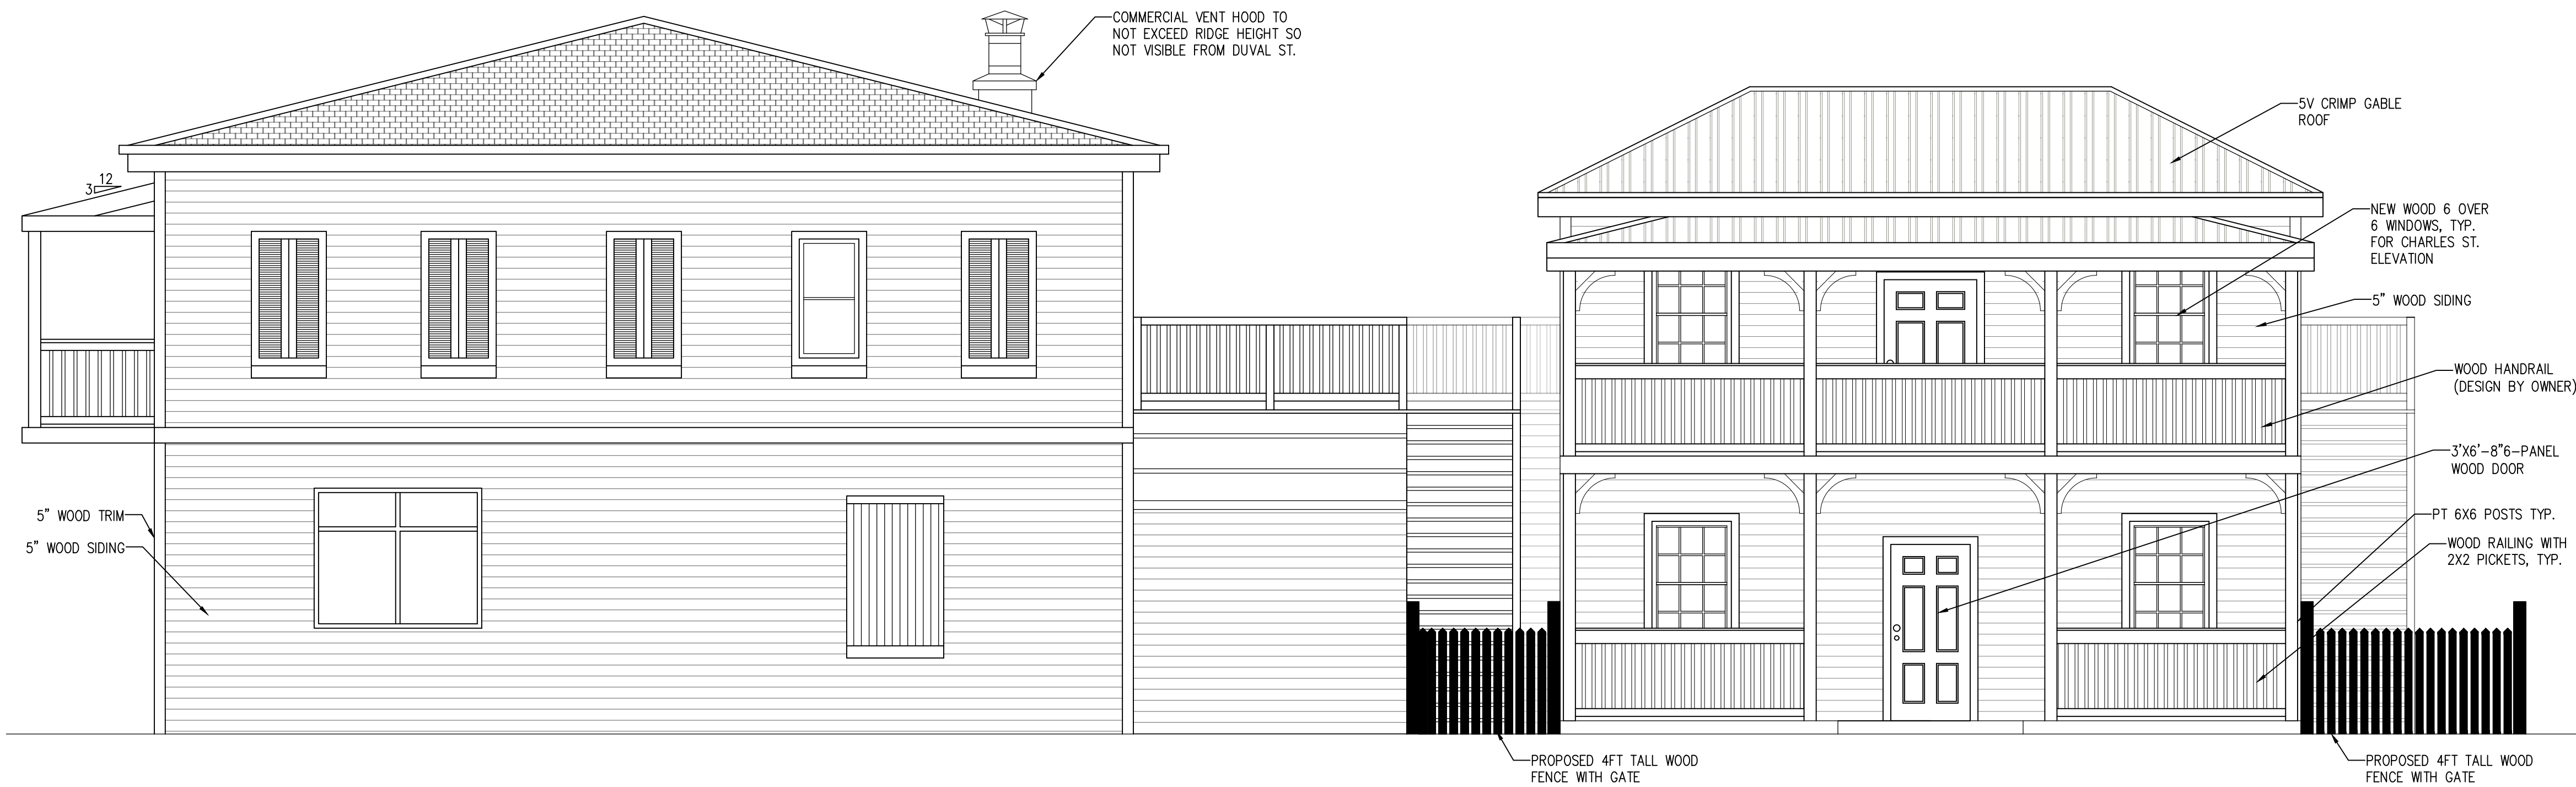 COMMERCIAL VENT HOOD TO
NOT EXCEED RIDGE HEIGHT SO
NOT VISIBLE FROM DUVAL ST.
5V CRIMP GABLE
ROOF
12
3
NEW WOOD 6 OVER
6 WINDOWS, TYP.
FOR CHARLES ST.
ELEVATION
5" WOOD SIDING
WOOD HANDRAIL
(DESIGN BY OWNER)
3'X6'-8"6-PANEL
WOOD DOOR
5" WOOD TRIM
5" WOOD SIDING
PT 6X6 POSTS TYP.
WOOD RAILING WITH
2X2 PICKETS, TYP.
PROPOSED 4FT TALL WOOD
FENCE WITH GATE
PROPOSED 4FT TALL WOOD
FENCE WITH GATE